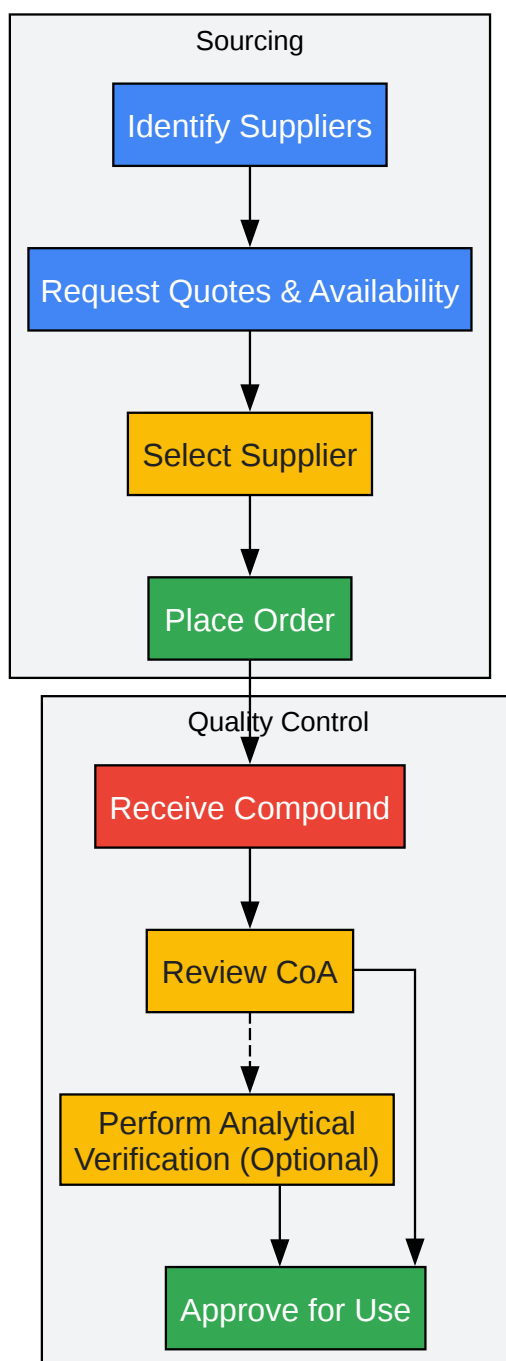 Sourcing
Identify Suppliers
Request Quotes & Availability
Select Supplier
Place Order
Quality Control
Receive Compound
Review CoA
Perform Analytical
Verification (Optional)
Approve for Use